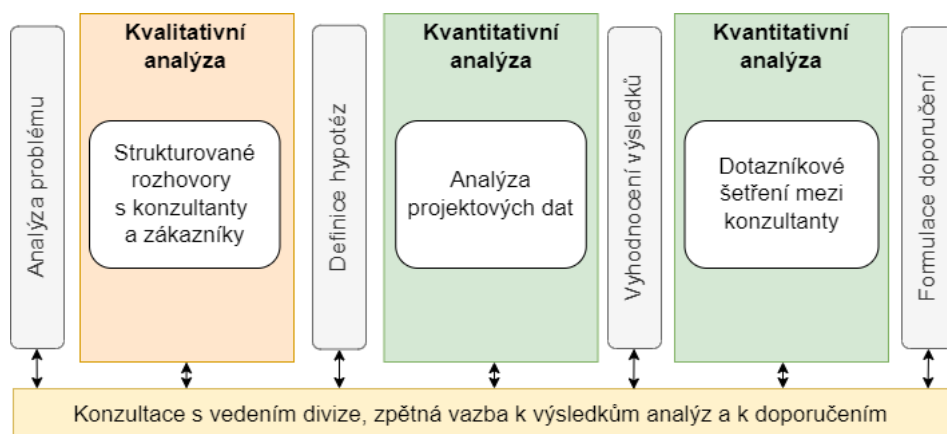 Analýza problému
Kvalitativní
analýza
Strukturované
rozhovory
s konzultanty
a zákazníky
Definice hypotéz
Kvantitativní
analýza
Analýza
projektových dat
Vyhodnocení výsledků
Kvantitativní
analýza
Dotazníkové
šetření mezi
konzultanty
Formulace doporučení
Konzultace s vedením divize, zpětná vazba k výsledkům analýz a k doporučením